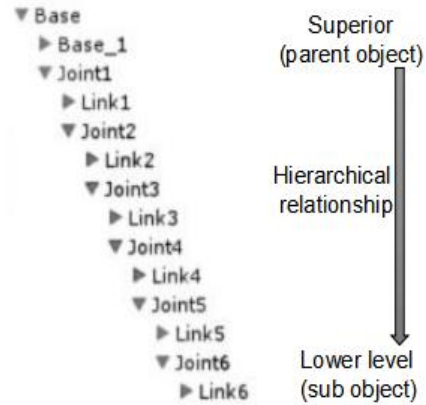 Base
Base_1
Joint1
Link1
Joint2
Link2
Joint3
Link3
Joint4
Link4
Joint5
Link5
Joint6
Link6
Superior
(parent object)
Hierarchical
relationship
Lower level
(sub object)